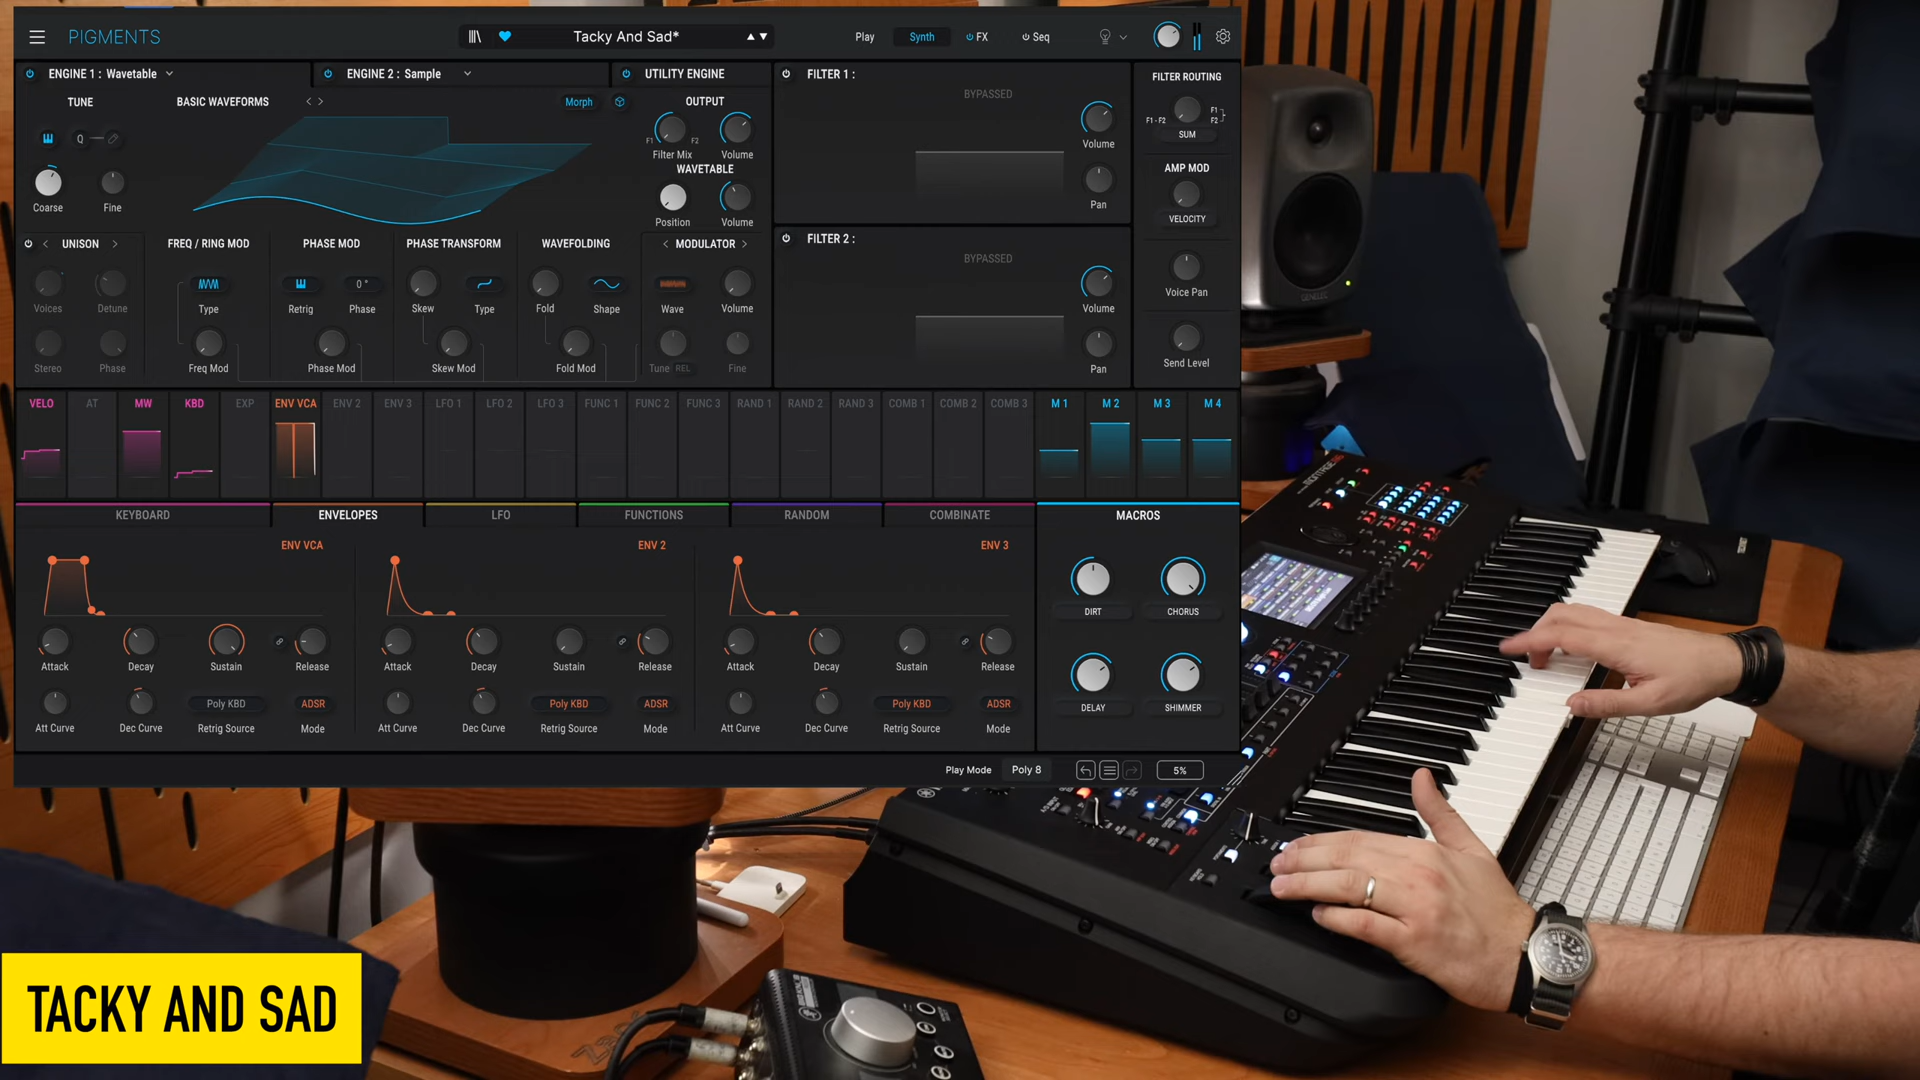 PIGMENTS
Tacky And Sad*
Play
Synth
FX
Seq
ENGINE 1 : Wavetable
ENGINE 2 : Sample
UTILITY ENGINE
FILTER 1 :
FILTER ROUTING
TUNE
BASIC WAVEFORMS
Morph
OUTPUT
BYPASSED
F1
F1 - F2
F2
SUM
Q
F1
F2
Filter Mix
Volume
Volume
WAVETABLE
AMP MOD
Coarse
Fine
Position
Volume
Pan
VELOCITY
UNISON
FREQ / RING MOD
PHASE MOD
PHASE TRANSFORM
WAVEFOLDING
MODULATOR
FILTER 2 :
BYPASSED
0 °
Voices
Detune
Type
Retrig
Phase
Skew
Type
Fold
Shape
Wave
Volume
Volume
Voice Pan
Stereo
Phase
Freq Mod
Phase Mod
Skew Mod
Fold Mod
Tune
REL
Fine
Pan
Send Level
VELO
AT
MW
KBD
EXP
ENV VCA
ENV 2
ENV 3
LFO 1
LFO 2
LFO 3
FUNC 1
FUNC 2
FUNC 3
RAND 1
RAND 2
RAND 3
COMB 1
COMB 2
COMB 3
M 1
M 2
M 3
M 4
KEYBOARD
ENVELOPES
LFO
FUNCTIONS
RANDOM
COMBINATE
MACROS
ENV VCA
ENV 2
ENV 3
Attack
Decay
Sustain
Release
Attack
Decay
Sustain
Release
Attack
Decay
Sustain
Release
DIRT
CHORUS
Poly KBD
ADSR
Poly KBD
ADSR
Poly KBD
ADSR
Att Curve
Dec Curve
Retrig Source
Mode
Att Curve
Dec Curve
Retrig Source
Mode
Att Curve
Dec Curve
Retrig Source
Mode
DELAY
SHIMMER
Play Mode
Poly 8
5%
GENELEC
TACKY AND SAD